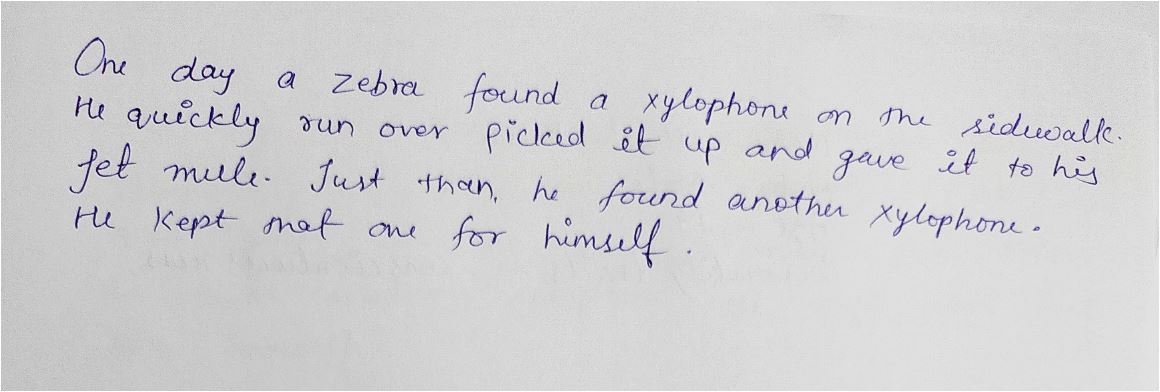 One day a zebra found a xylophone on the sidewalk.
He quickly run over picked it up and gave it to his
fet mule. Just than, he found another xylophone.
He kept that one for himself.